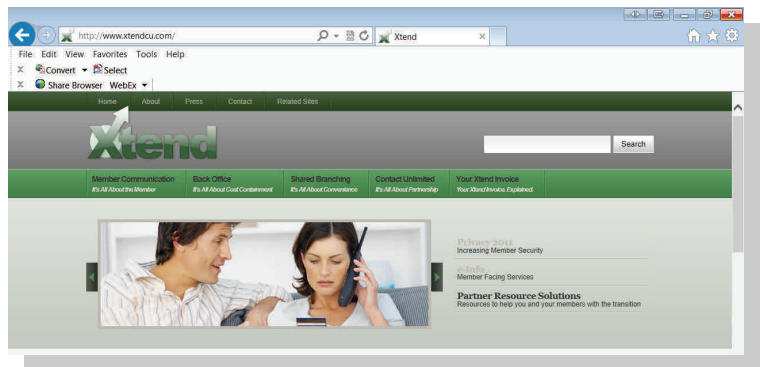 http://www.xtendcu.com/
Xtend
File Edit View Favorites Tools Help
x Convert Select
x Share Browser WebEx
Home About Press Contact Related Sites
Xtend
Search
Member Communication Back Office Shared Branching Contact Unlimited Your Xtend Invoice
It's All About the Member It's All About Cost Containment It's All About Convenience It's All About Partnership Your Xtend Invoice, Explained.
Privacy 2011
Increasing Member Security
e-Info
Member Facing Services
Partner Resource Solutions
Resources to help you and your members with the transition